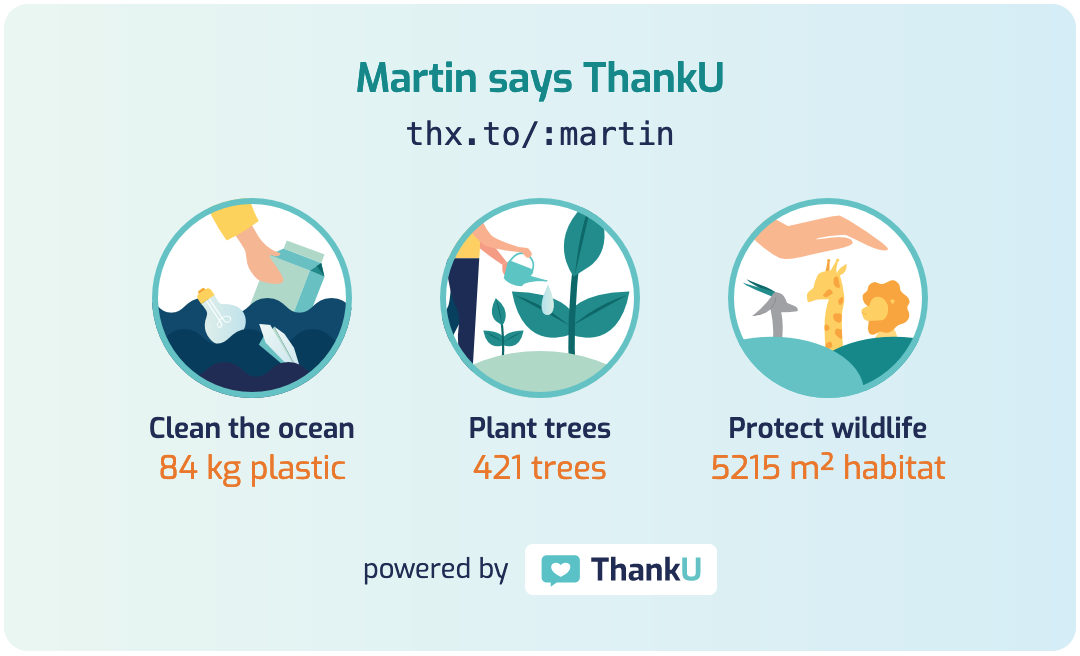 Martin says ThankU
thx.to/:martin
Clean the ocean
84 kg plastic
Plant trees
421 trees
Protect wildlife
5215 m² habitat
powered by ThankU